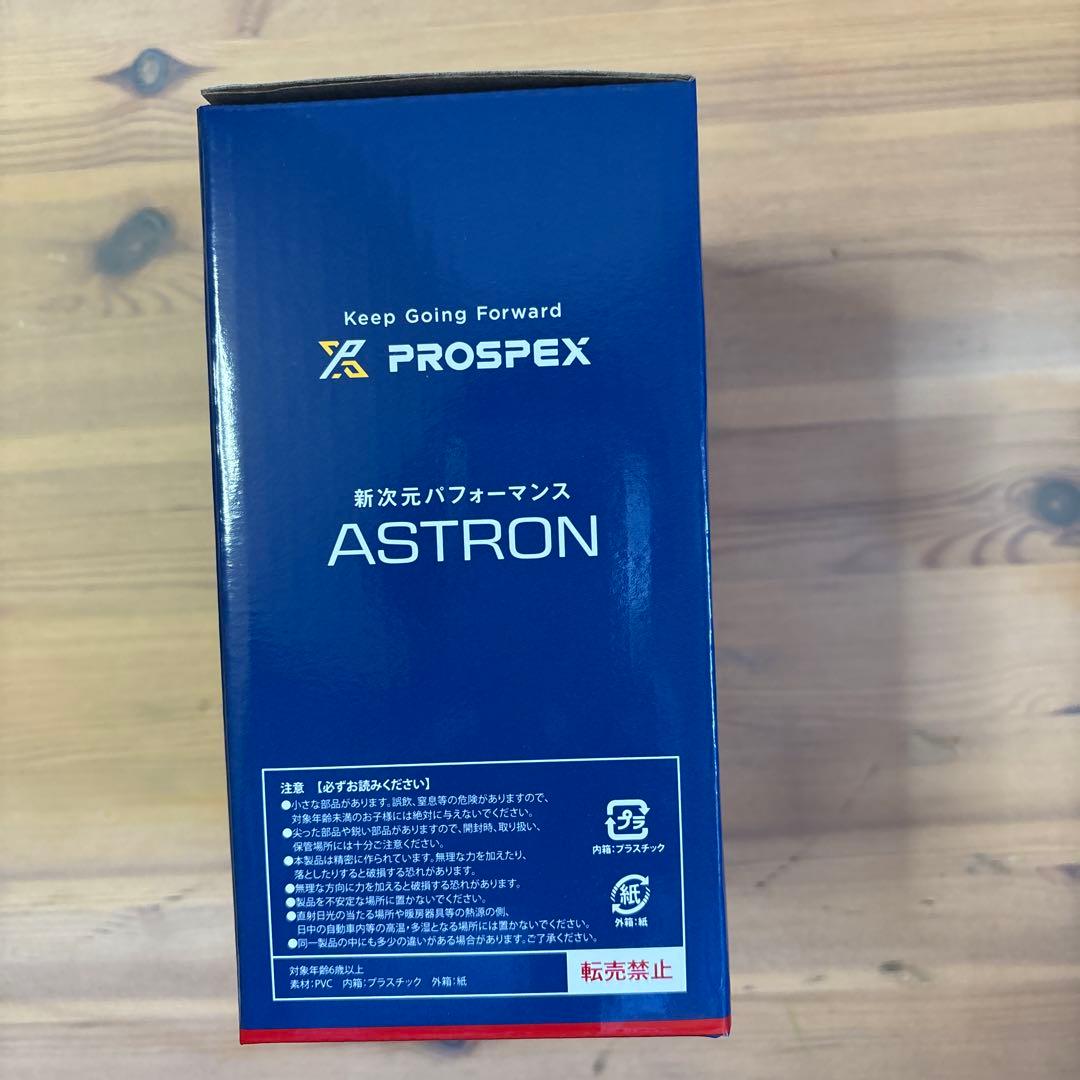 Keep Going Forward
PROSPEX
新次元パフォーマンス
ASTRON
注意 【必ずお読みください】
●小さな部品があります。誤飲、窒息等の危険がありますので、
対象年齢未満のお子様には絶対に与えないでください。
●尖った部品や鋭い部品がありますので、開封時、取り扱い、
保管場所には十分ご注意ください。
●本製品は精密に作られています。無理な力を加えたり、
落としたりすると破損する恐れがあります。
●無理な方向に力を加えると破損する恐れがあります。
●製品を不安定な場所に置かないでください。
●直射日光の当たる場所や暖房器具等の熱源の側、
日中の自動車内等の高温・多湿となる場所には置かないでください。
●同一製品の中にも多少の違いがある場合があります。ご了承ください。
プラ
内箱:プラスチック
紙
外箱:紙
対象年齢6歳以上
素材:PVC 内箱:プラスチック 外箱:紙
転売禁止